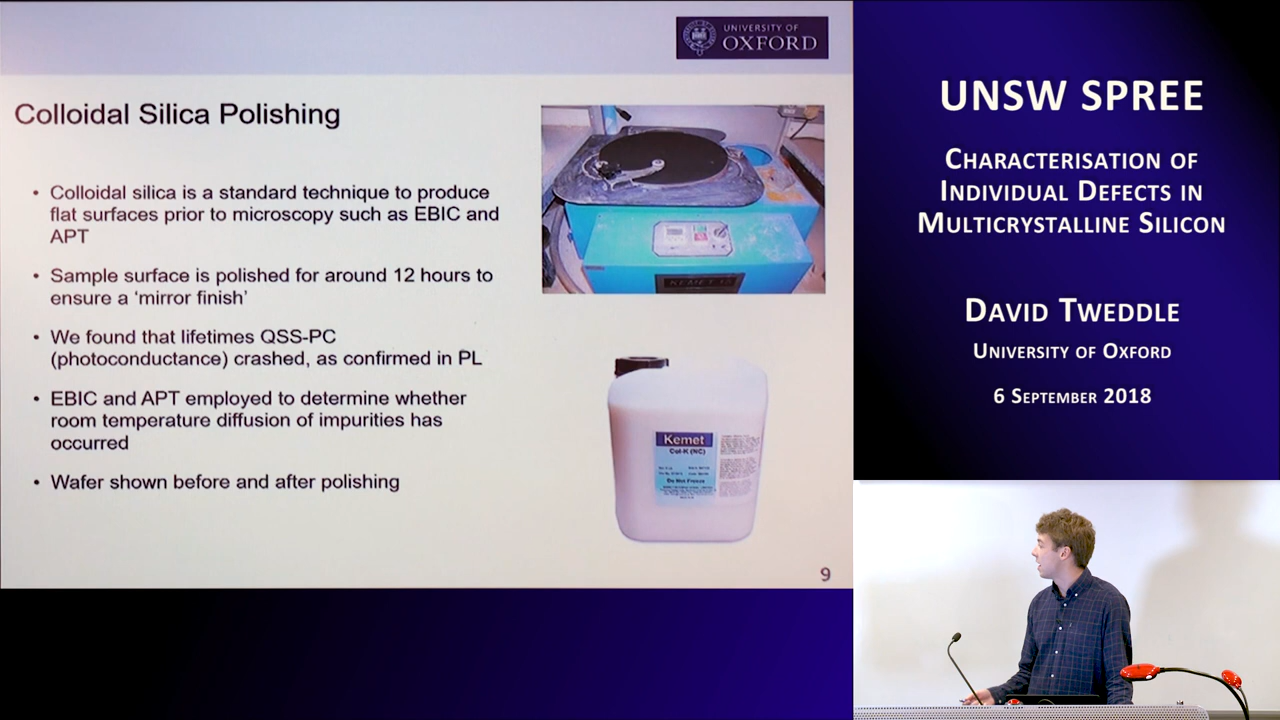 UNIVERSITY OF
OXFORD
Colloidal Silica Polishing
• Colloidal silica is a standard technique to produce
flat surfaces prior to microscopy such as EBIC and
APT
• Sample surface is polished for around 12 hours to
ensure a ‘mirror finish’
• We found that lifetimes QSS-PC
(photoconductance) crashed, as confirmed in PL
• EBIC and APT employed to determine whether
room temperature diffusion of impurities has
occurred
• Wafer shown before and after polishing
Kemet
Col-K (NC)
Do Not Freeze
9
UNSW SPREE
Characterisation of
Individual Defects in
Multicrystalline Silicon
David Tweddle
University of Oxford
6 September 2018